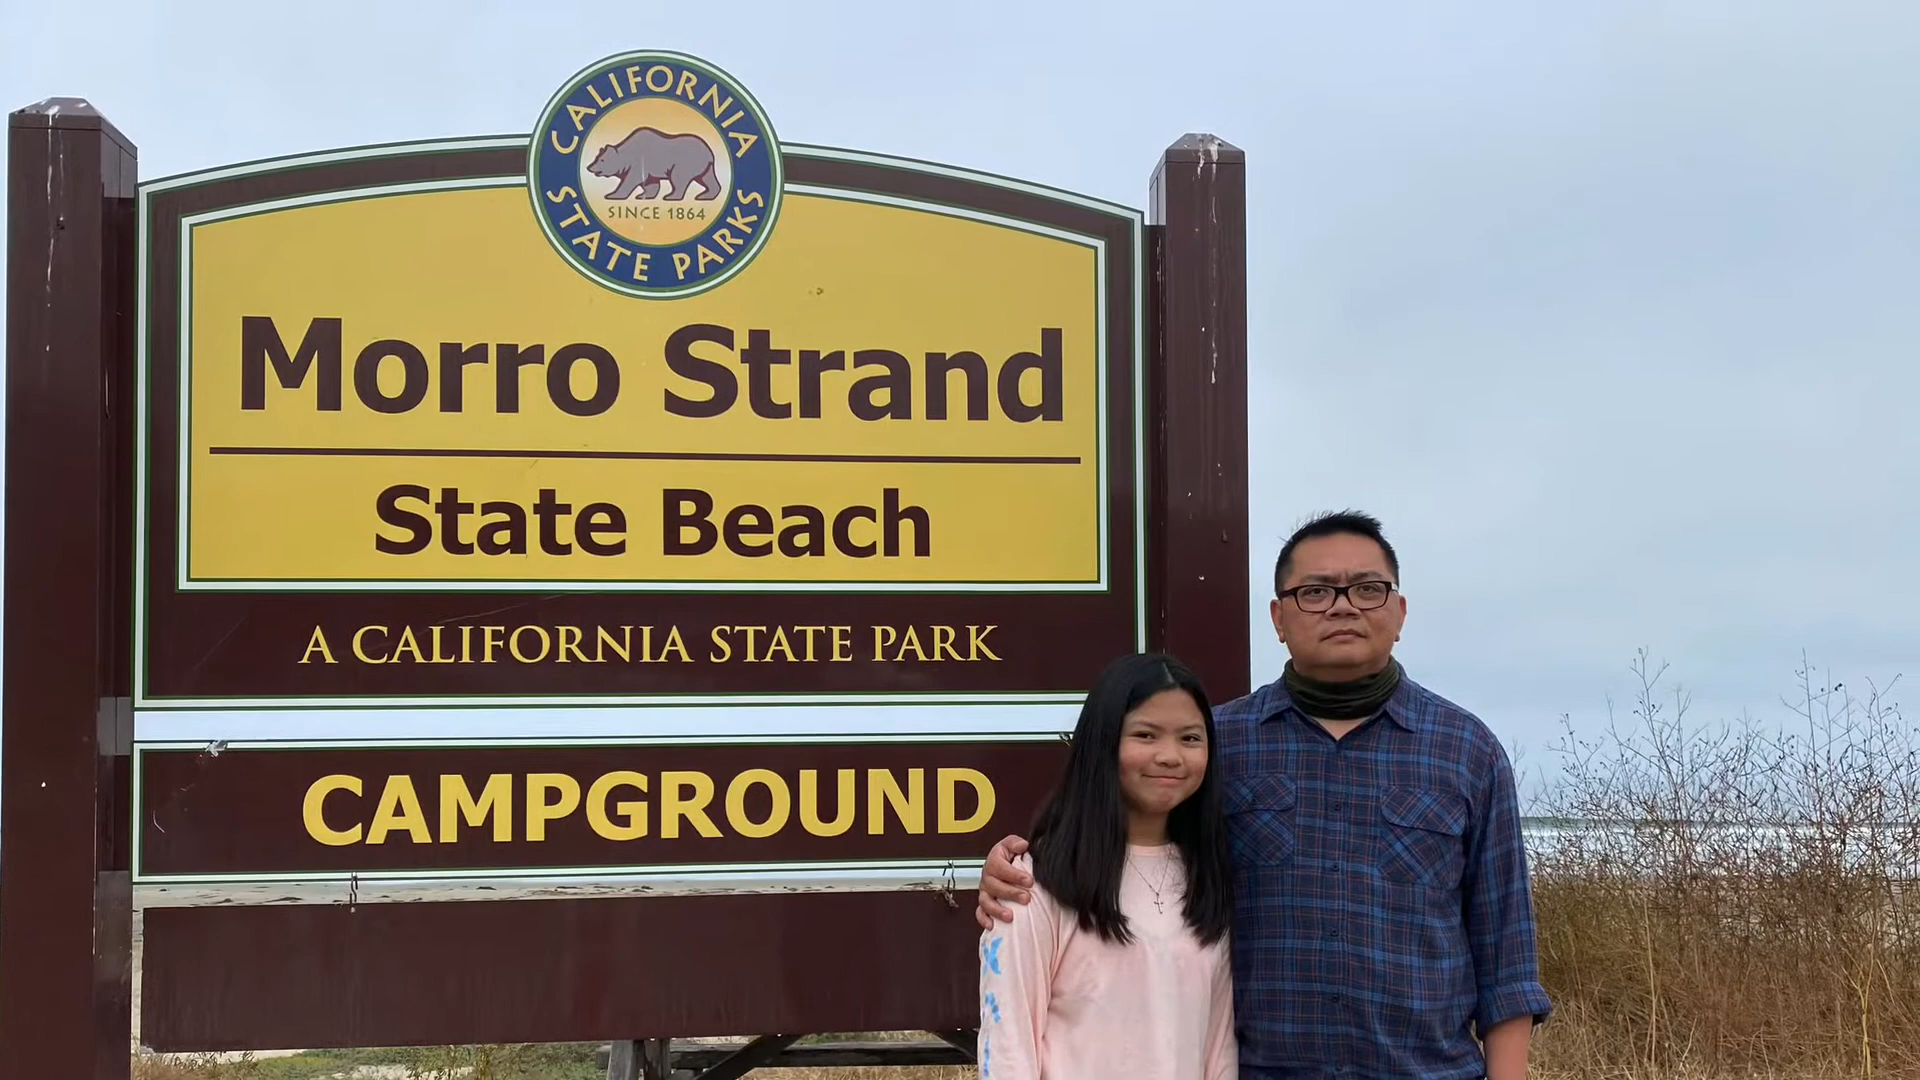 CALIFORNIA
SINCE 1864
STATE PARKS
Morro Strand
State Beach
A CALIFORNIA STATE PARK
CAMPGROUND